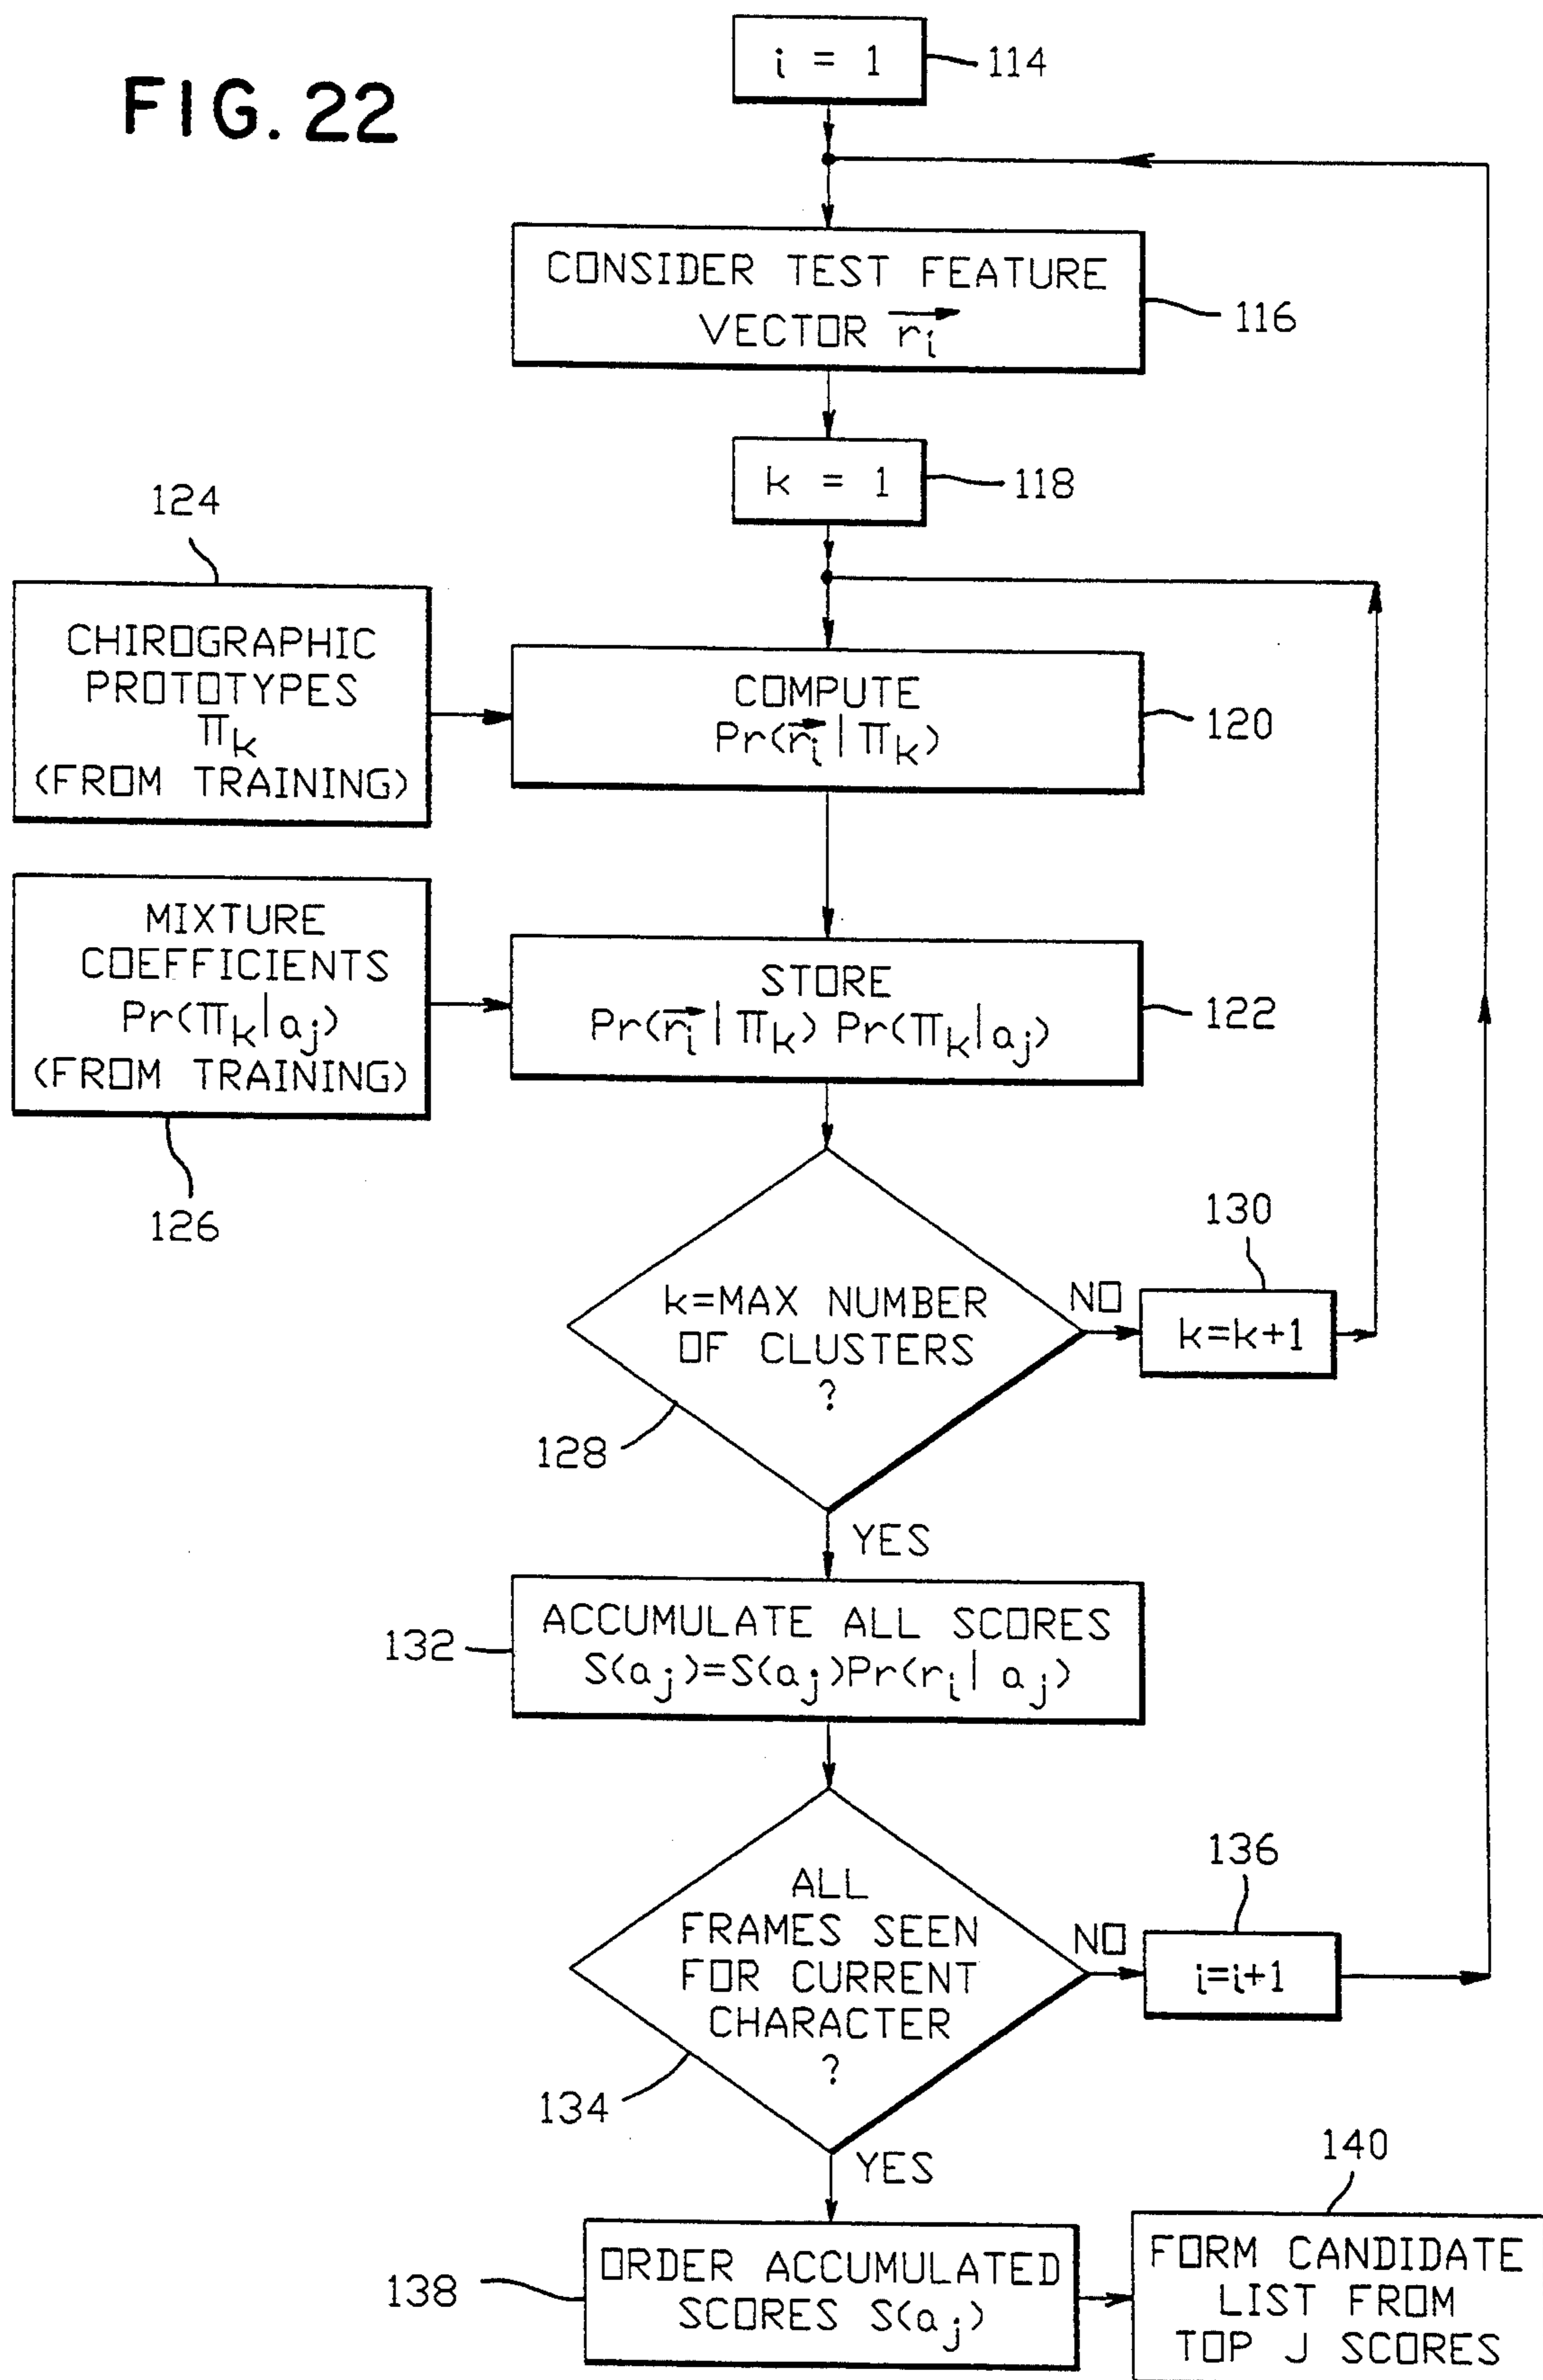 FIG. 22
i = 1
114
CONSIDER TEST FEATURE
VECTOR r⃗i
116
k = 1
118
124
CHIROGRAPHIC
PROTOTYPES
πk
(FROM TRAINING)
COMPUTE
Pr(r⃗i | πk)
120
MIXTURE
COEFFICIENTS
Pr(πk|aj)
(FROM TRAINING)
126
STORE
Pr(r⃗i | πk) Pr(πk|aj)
122
k=MAX NUMBER
OF CLUSTERS
?
128
NO
130
k=k+1
YES
ACCUMULATE ALL SCORES
S(aj)=S(aj)Pr(ri| aj)
132
ALL
FRAMES SEEN
FOR CURRENT
CHARACTER
?
134
NO
136
i=i+1
YES
ORDER ACCUMULATED
SCORES S(aj)
138
140
FORM CANDIDATE
LIST FROM
TOP J SCORES